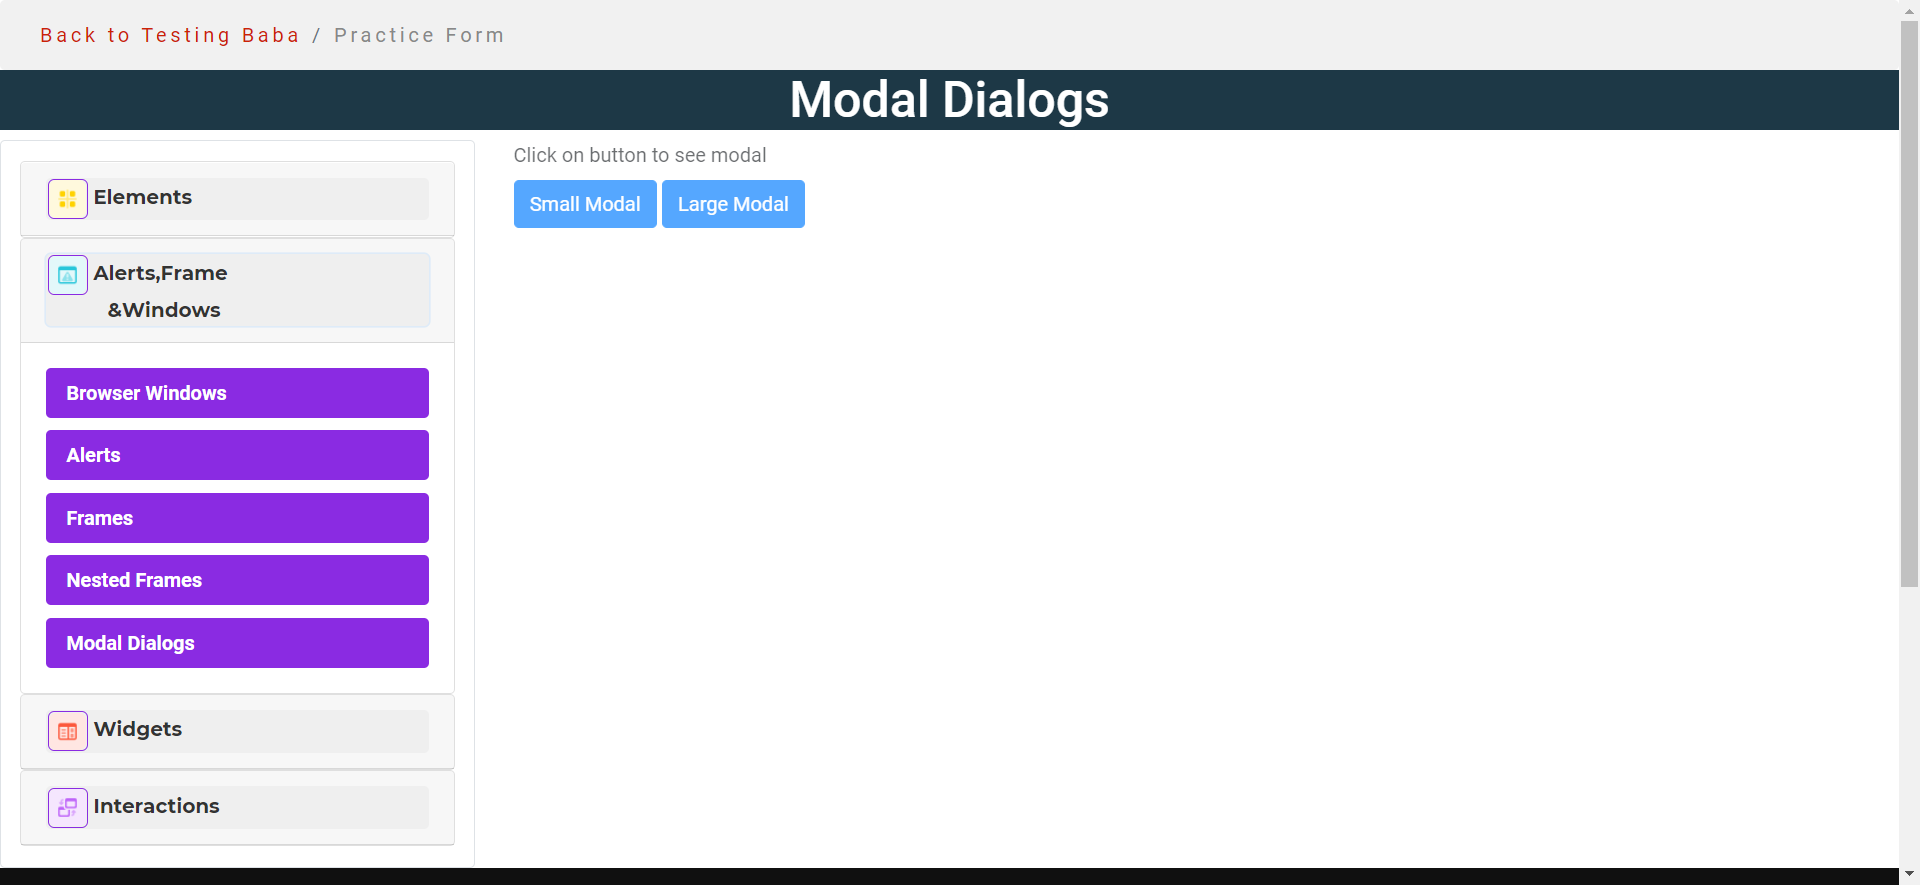 Back to Testing Baba / Practice Form
Modal Dialogs
Elements
Alerts,Frame
&Windows
Browser Windows
Alerts
Frames
Nested Frames
Modal Dialogs
Widgets
Interactions
Click on button to see modal
Small Modal Large Modal